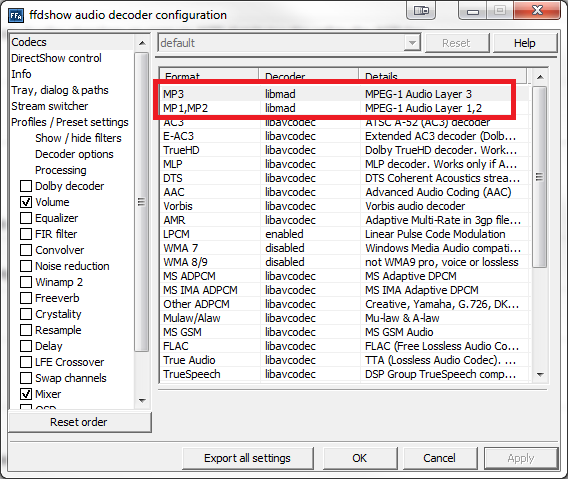 ffdshow audio decoder configuration
Codecs
DirectShow control
Info
Tray, dialog & paths
Stream switcher
Profiles / Preset settings
Show / hide filters
Decoder options
Processing
Dolby decoder
Volume
Equalizer
FIR filter
Convolver
Noise reduction
Winamp 2
Freeverb
Crystality
Resample
Delay
LFE Crossover
Swap channels
Mixer
OSD
Reset order
default
Reset
Help
Format Decoder Details
MP3 libmad MPEG-1 Audio Layer 3
MP1,MP2 libmad MPEG-1 Audio Layer 1,2
AC3 libavcodec ATSC A-52 (AC3) decoder
E-AC3 libavcodec Extended AC3 decoder (Dolb...
TrueHD libavcodec Dolby TrueHD decoder. Work...
MLP libavcodec MLP decoder. Works only if A...
DTS libavcodec DTS Coherent Acoustics strea...
AAC libavcodec Advanced Audio Coding (AAC)
Vorbis libavcodec Vorbis audio decoder
AMR libavcodec Adaptive Multi-Rate in 3gp file...
LPCM enabled Linear Pulse Code Modulation
WMA 7 disabled Windows Media Audio compati...
WMA 8/9 disabled not WMA9 pro, voice or lossless
MS ADPCM libavcodec MS Adaptive DPCM
MS IMA ADPCM libavcodec MS IMA Adaptive DPCM
Other ADPCM libavcodec Creative, Yamaha, G.726, DK...
Mulaw/Alaw libavcodec Mu-law & A-law
MS GSM libavcodec MS GSM Audio
FLAC libavcodec FLAC (Free Lossless Audio Co...
True Audio libavcodec TTA (Lossless Audio Codec). ...
TrueSpeech libavcodec DSP Group TrueSpeech comp...
Export all settings
OK
Cancel
Apply